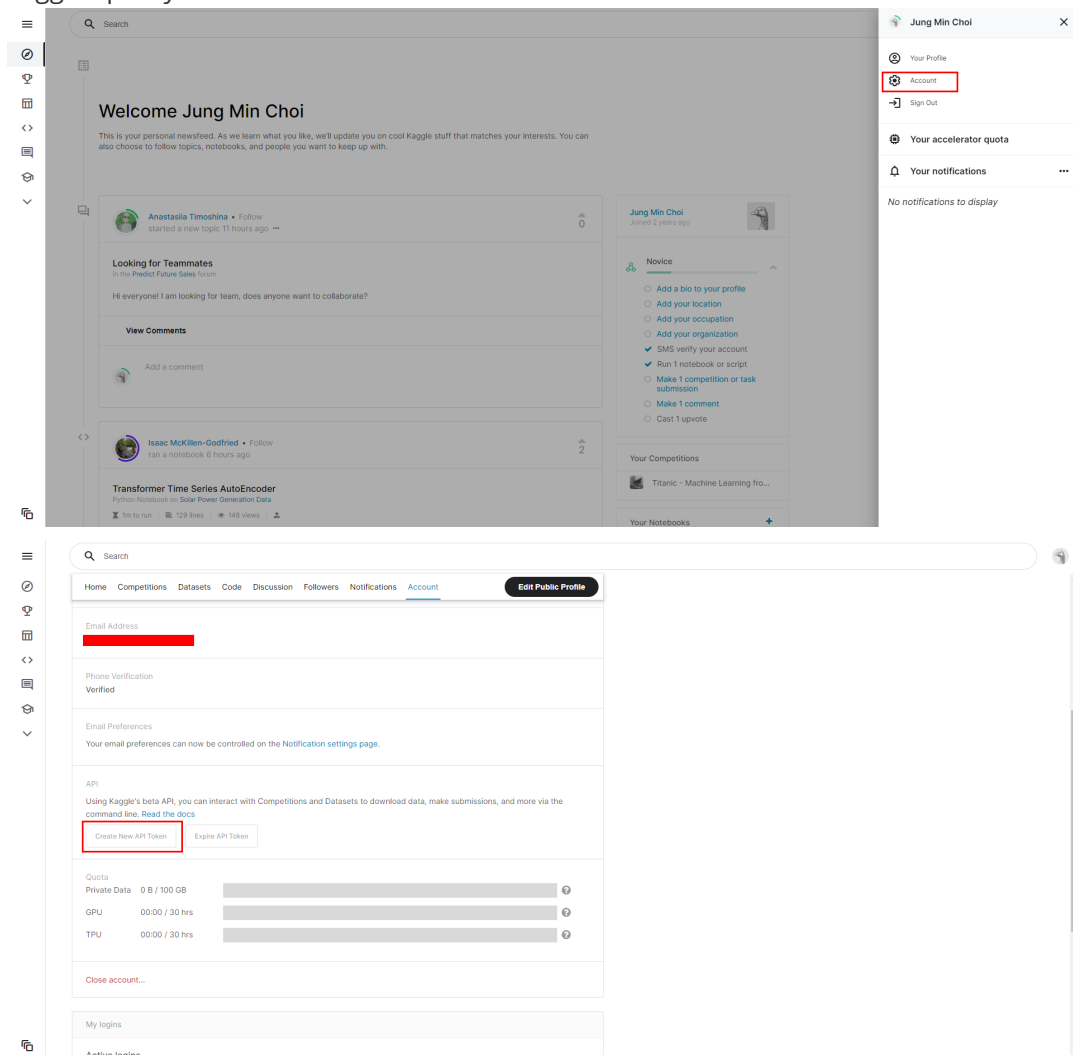 Search
Jung Min Choi
Your Profile
Account
Sign Out
Your accelerator quota
Your notifications
No notifications to display
Welcome Jung Min Choi
This is your personal newsfeed. As we learn what you like, we'll update you on cool Kaggle stuff that matches your interests. You can
also choose to follow topics, notebooks, and people you want to keep up with.
Anastasiia Timoshina • Follow
started a new topic 11 hours ago
0
Looking for Teammates
in the Predict Future Sales forum
Hi everyone! I am looking for team, does anyone want to collaborate?
View Comments
Add a comment
Isaac McKillen-Godfried • Follow
ran a notebook 6 hours ago
2
Transformer Time Series AutoEncoder
Python Notebook on Solar Power Generation Data
1m to run 129 lines 148 views
Jung Min Choi
Joined 2 years ago
Novice
Add a bio to your profile
Add your location
Add your occupation
Add your organization
SMS verify your account
Run 1 notebook or script
Make 1 competition or task
submission
Make 1 comment
Cast 1 upvote
Your Competitions
Titanic - Machine Learning fro...
Your Notebooks +
Search
Home Competitions Datasets Code Discussion Followers Notifications Account Edit Public Profile
Email Address
Phone Verification
Verified
Email Preferences
Your email preferences can now be controlled on the Notification settings page.
API
Using Kaggle's beta API, you can interact with Competitions and Datasets to download data, make submissions, and more via the
command line. Read the docs
Create New API Token Expire API Token
Quota
Private Data 0 B / 100 GB
GPU 00:00 / 30 hrs
TPU 00:00 / 30 hrs
Close account...
My logins